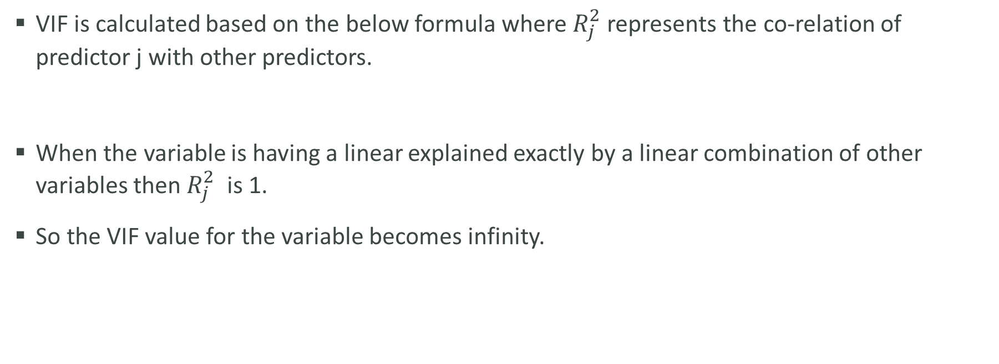 ▪ VIF is calculated based on the below formula where $R_j^2$ represents the co-relation of
predictor j with other predictors.
▪ When the variable is having a linear explained exactly by a linear combination of other
variables then $R_j^2$ is 1.
▪ So the VIF value for the variable becomes infinity.